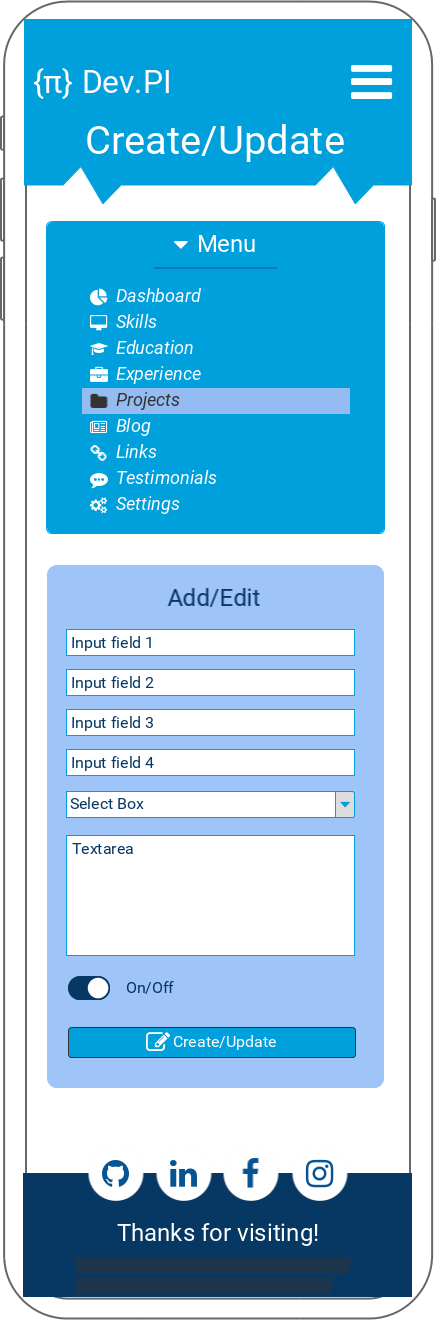 {π} Dev.PI
Create/Update
Menu
Dashboard
Skills
Education
Experience
Projects
Blog
Links
Testimonials
Settings
Add/Edit
Input field 1
Input field 2
Input field 3
Input field 4
Select Box
Textarea
On/Off
Create/Update
Thanks for visiting!